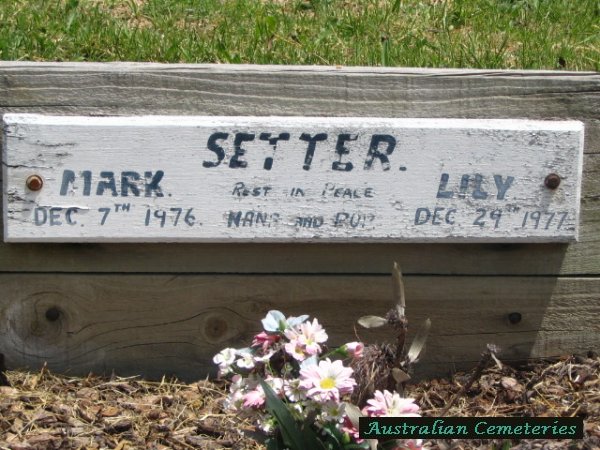 SETTER.
MARK. REST IN PEACE LILY
DEC. 7TH 1976. NANA AND POP DEC 29TH 1977
Australian Cemeteries